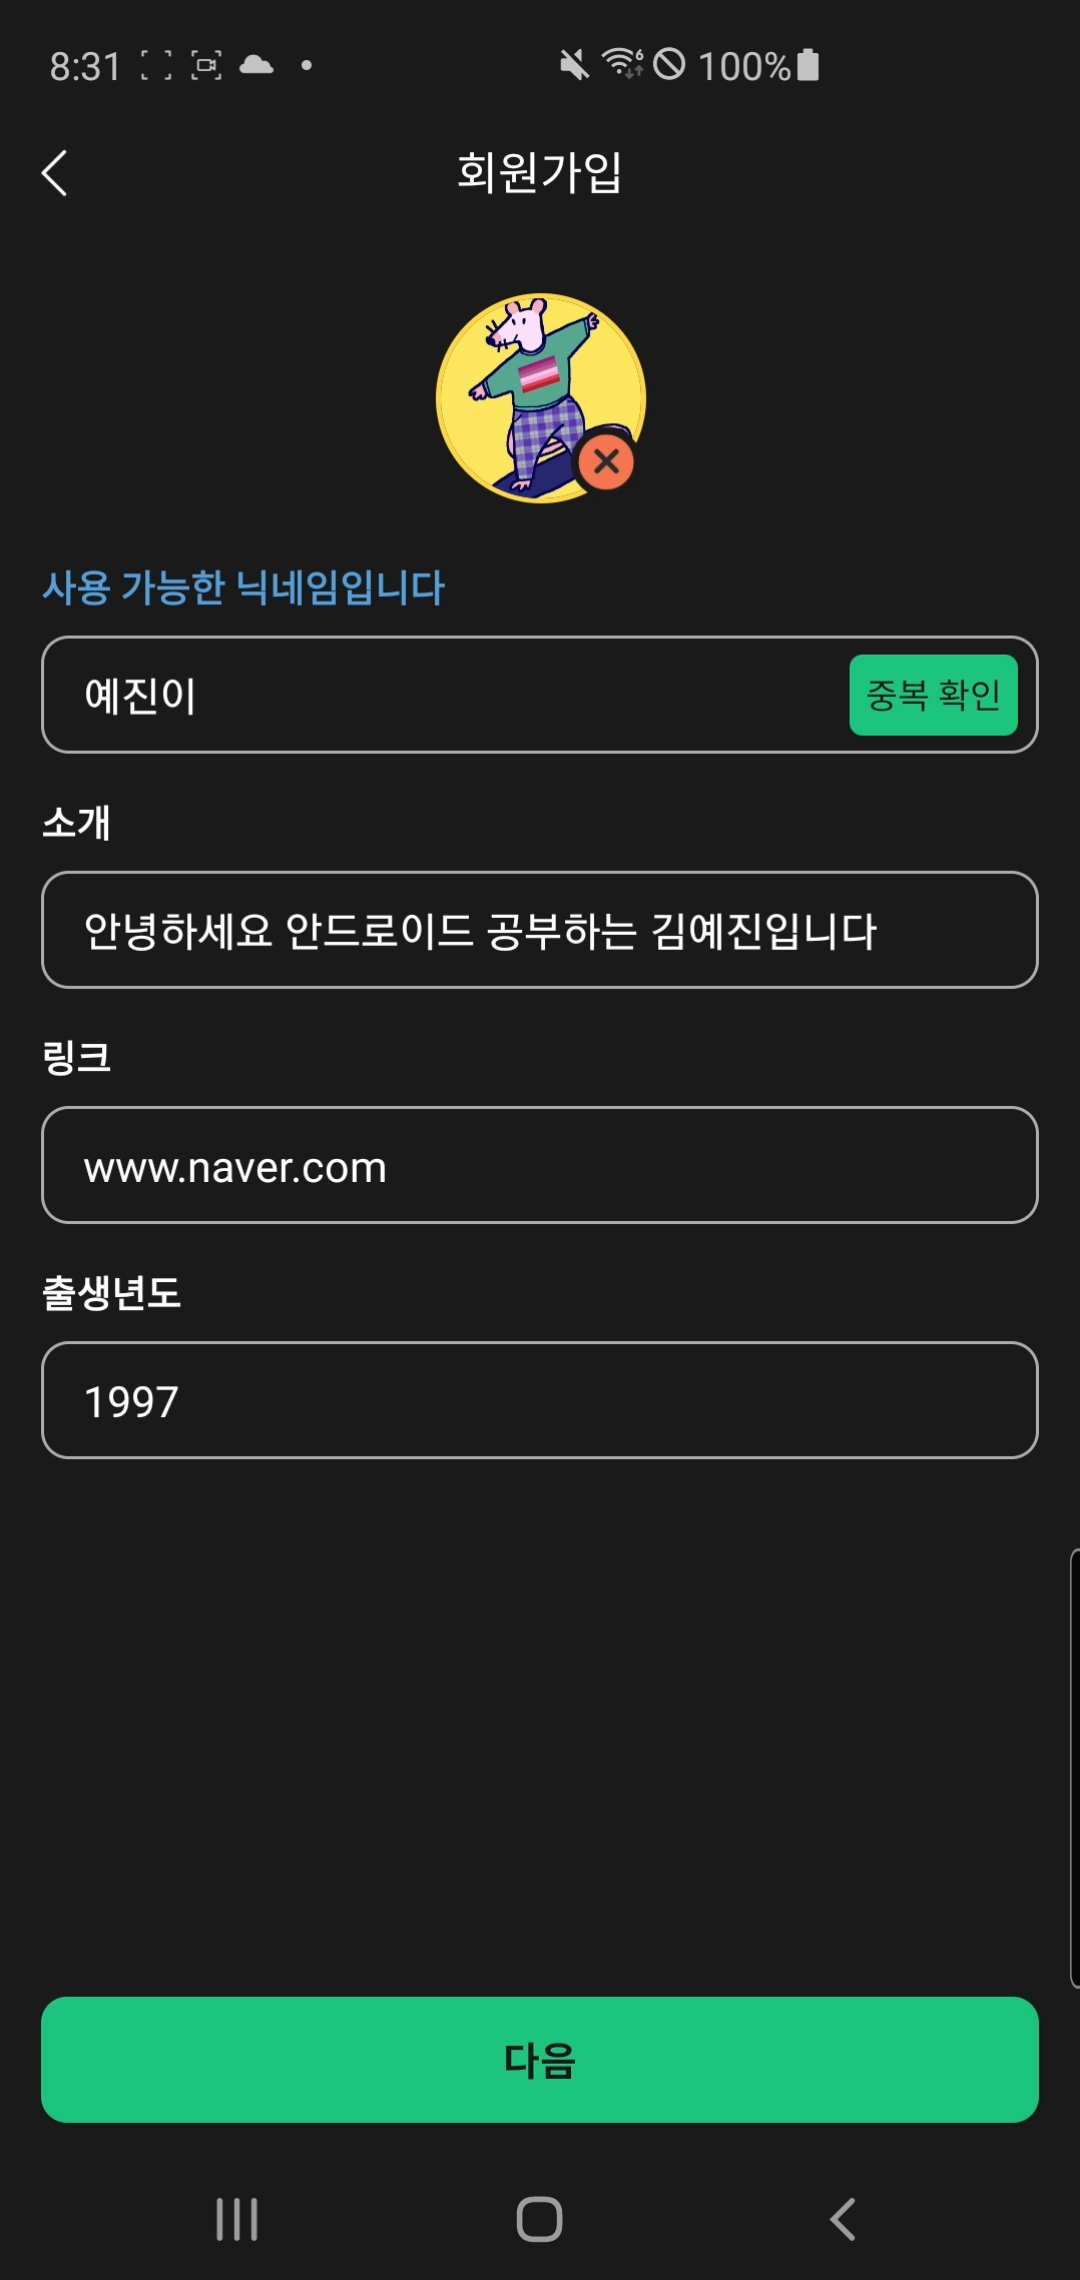 8:31
100%
회원가입
사용 가능한 닉네임입니다
예진이
중복 확인
소개
안녕하세요 안드로이드 공부하는 김예진입니다
링크
www.naver.com
출생년도
1997
다음